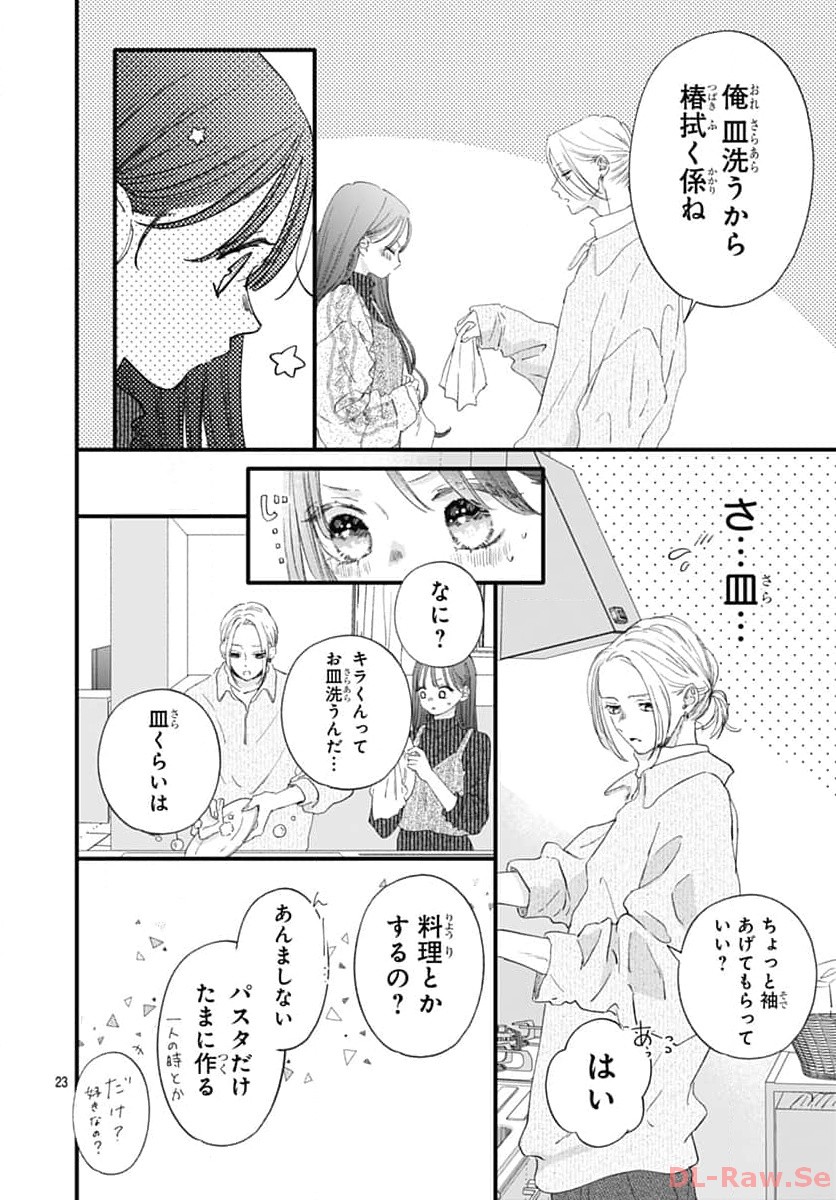 俺皿洗うから
椿拭く係ね
さ…皿…
ちょっと袖
あげてもらって
いい?
あっ
はい
じ…
なに?
キラくんって
お皿洗うんだ…
皿くらいは
料理とか
するの?
んー
あんましない
パスタだけ
たまに作る
一人の時とか
だけ?
好きなの?
23
DL-Raw.Se